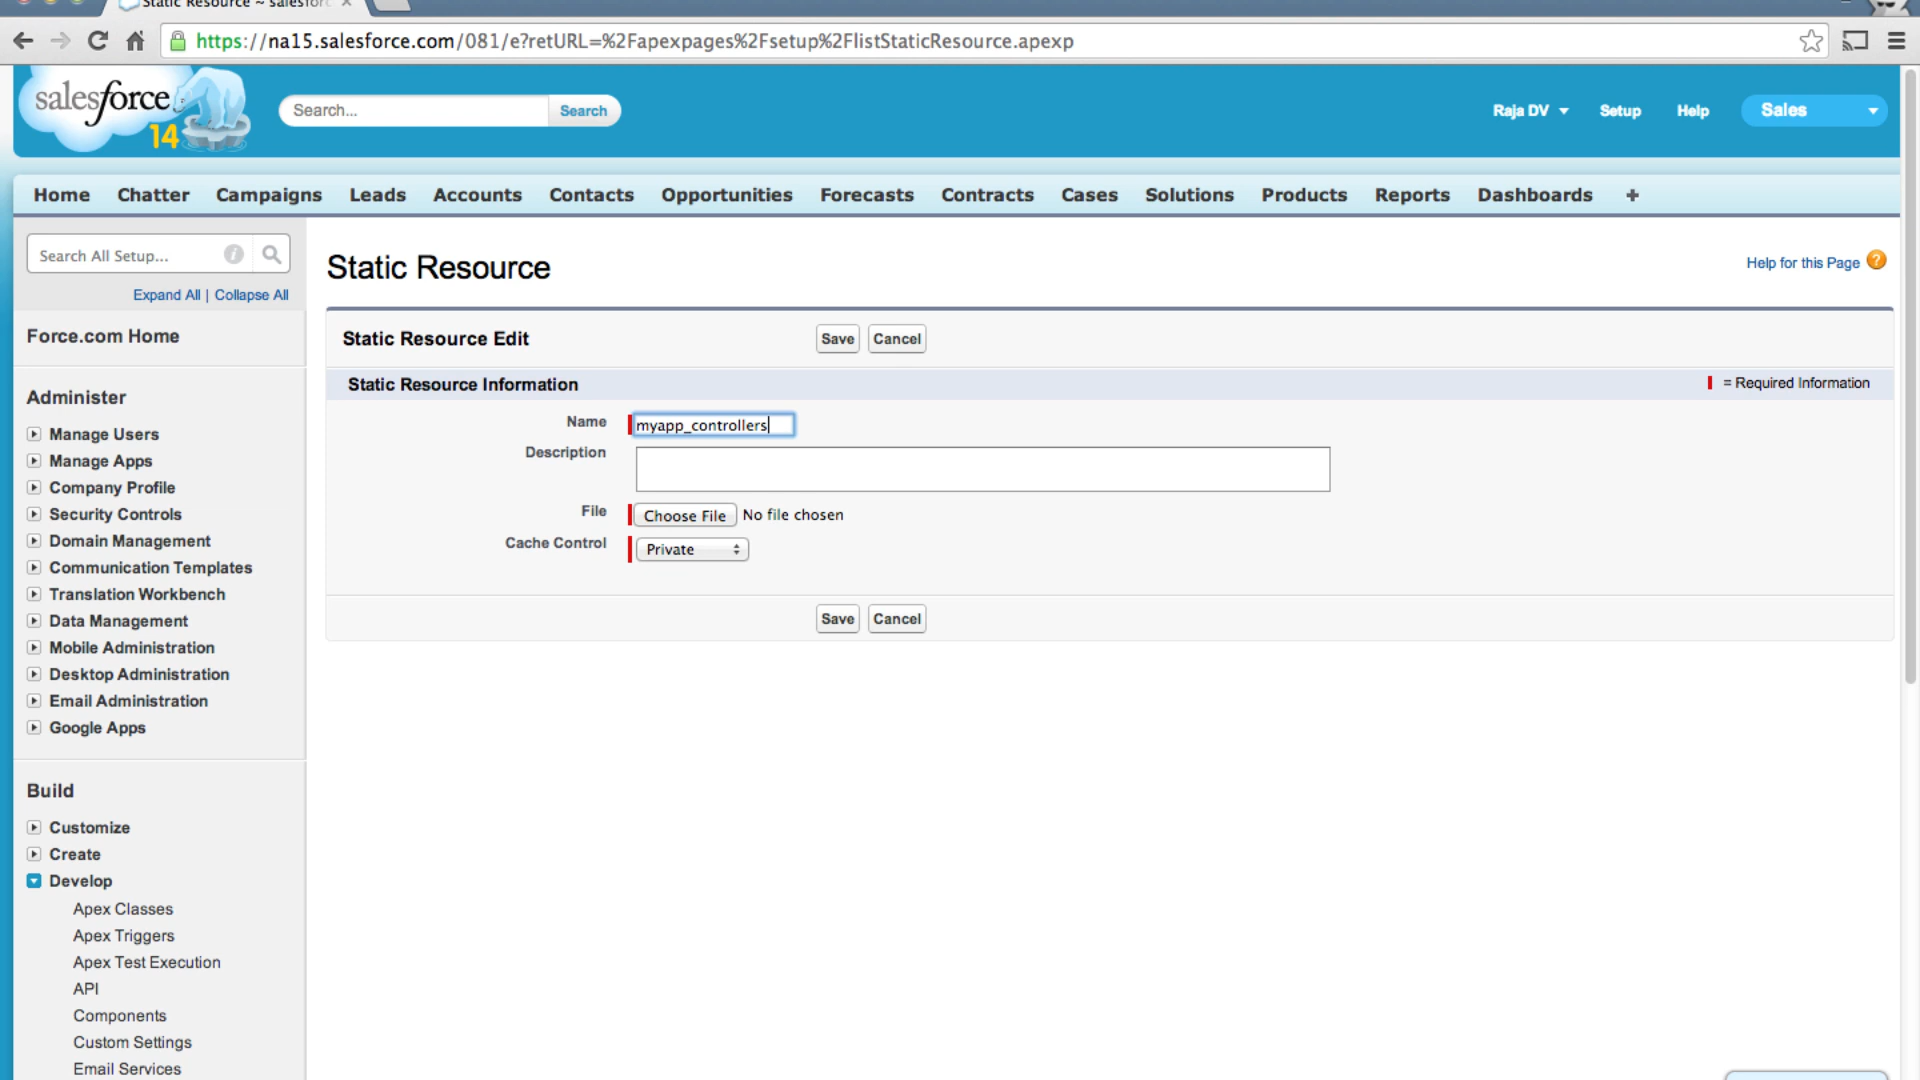 Static Resource ~ salesforc
https://na15.salesforce.com/081/e?retURL=%2Fapexpages%2Fsetup%2FlistStaticResource.apexp
salesforce
14
Search...
Search
Raja DV
Setup
Help
Sales
Home Chatter Campaigns Leads Accounts Contacts Opportunities Forecasts Contracts Cases Solutions Products Reports Dashboards +
Search All Setup...
Expand All | Collapse All
Force.com Home
Administer
Manage Users
Manage Apps
Company Profile
Security Controls
Domain Management
Communication Templates
Translation Workbench
Data Management
Mobile Administration
Desktop Administration
Email Administration
Google Apps
Build
Customize
Create
Develop
Apex Classes
Apex Triggers
Apex Test Execution
API
Components
Custom Settings
Email Services
Static Resource
Help for this Page ?
Static Resource Edit Save Cancel
Static Resource Information = Required Information
Name myapp_controllers
Description
File Choose File No file chosen
Cache Control Private
Save Cancel